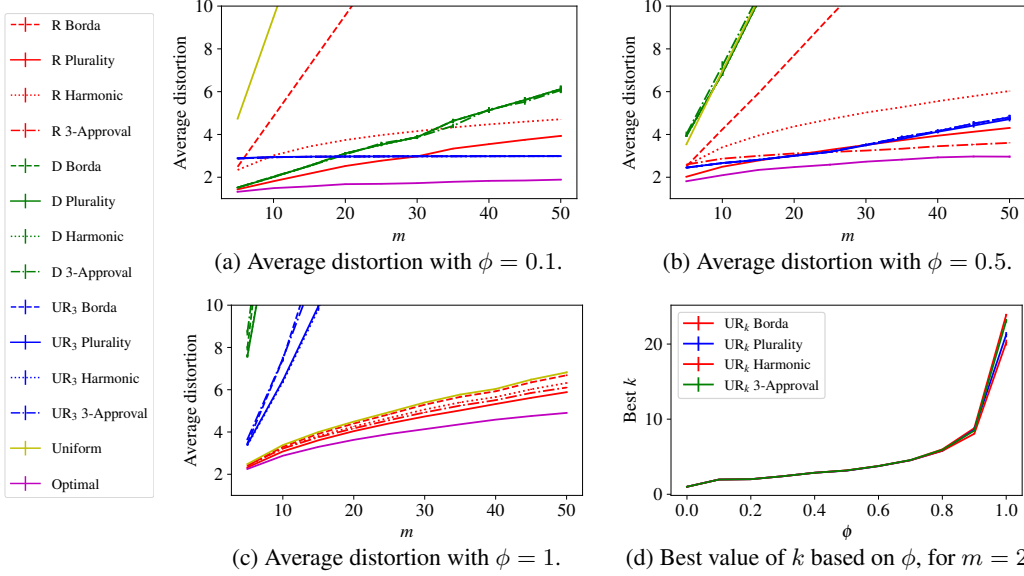 R Borda
R Plurality
R Harmonic
R 3-Approval
D Borda
D Plurality
D Harmonic
D 3-Approval
UR₃ Borda
UR₃ Plurality
UR₃ Harmonic
UR₃ 3-Approval
Uniform
Optimal
Average distortion
10
8
6
4
2
10 20 30 40 50
m
(a) Average distortion with ϕ = 0.1.
Average distortion
10
8
6
4
2
10 20 30 40 50
m
(b) Average distortion with ϕ = 0.5.
Average distortion
10
8
6
4
2
10 20 30 40 50
m
(c) Average distortion with ϕ = 1.
URₖ Borda
URₖ Plurality
URₖ Harmonic
URₖ 3-Approval
Best k
20
10
0
0.0 0.2 0.4 0.6 0.8 1.0
ϕ
(d) Best value of k based on ϕ, for m = 2